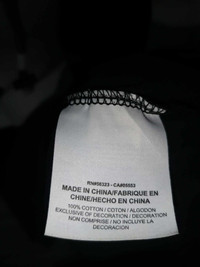 RN#56323 - CA#05553
MADE IN CHINA/FABRIQUE EN
CHINE/HECHO EN CHINA
100% COTTON / COTON / ALGODON
EXCLUSIVE OF DECORATION / DECORATION
NON COMPRISE / NO INCLUYE LA
DECORACION